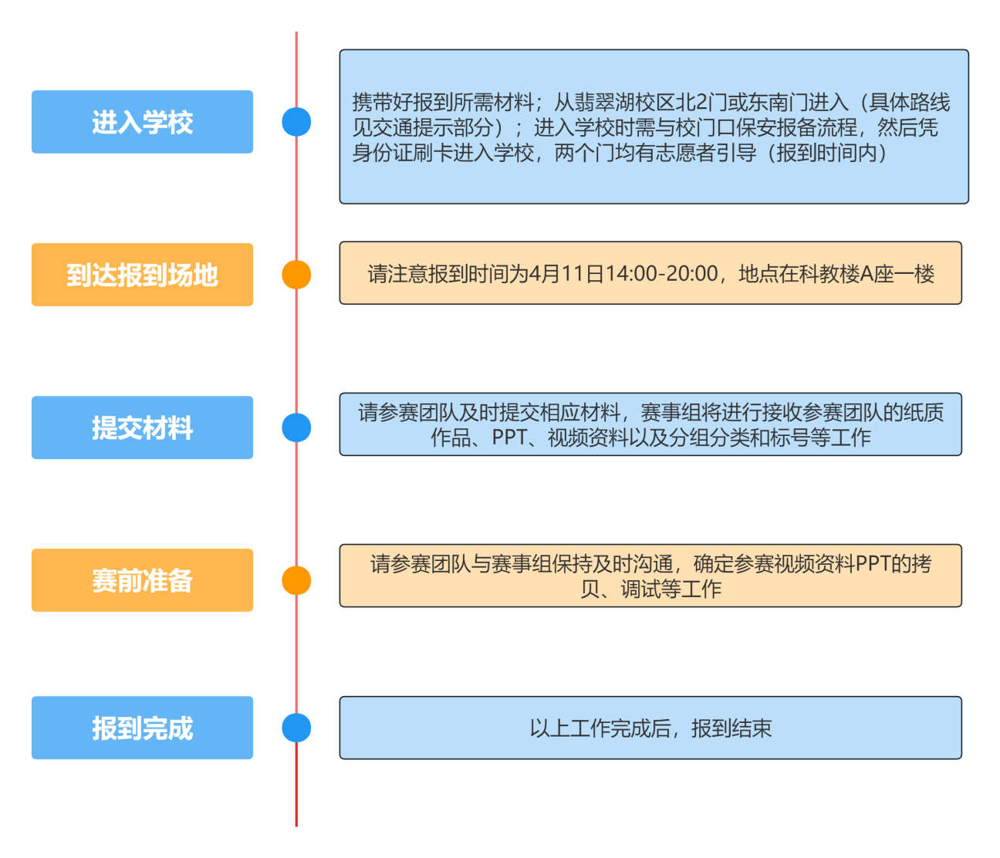 进入学校
携带好报到所需材料；从翡翠湖校区北2门或东南门进入（具体路线
见交通提示部分）；进入学校时需与校门口保安报备流程，然后凭
身份证刷卡进入学校，两个门均有志愿者引导（报到时间内）
到达报到场地
请注意报到时间为4月11日14:00-20:00，地点在科教楼A座一楼
提交材料
请参赛团队及时提交相应材料，赛事组将进行接收参赛团队的纸质
作品、PPT、视频资料以及分组分类和标号等工作
赛前准备
请参赛团队与赛事组保持及时沟通，确定参赛视频资料PPT的拷
贝、调试等工作
报到完成
以上工作完成后，报到结束